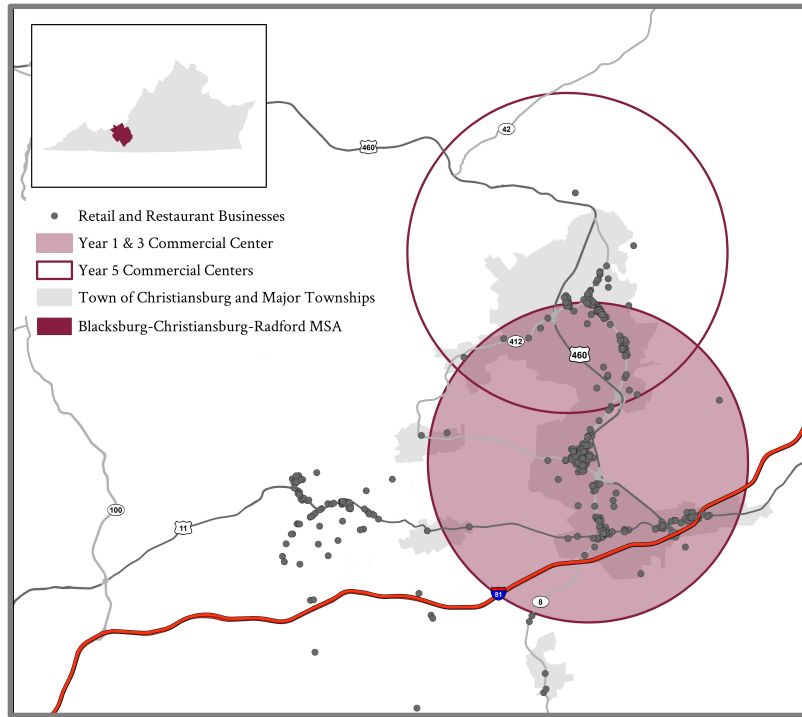 42
460
Retail and Restaurant Businesses
Year 1 & 3 Commercial Center
Year 5 Commercial Centers
Town of Christiansburg and Major Townships
Blacksburg-Christiansburg-Radford MSA
412
460
100
11
81
8